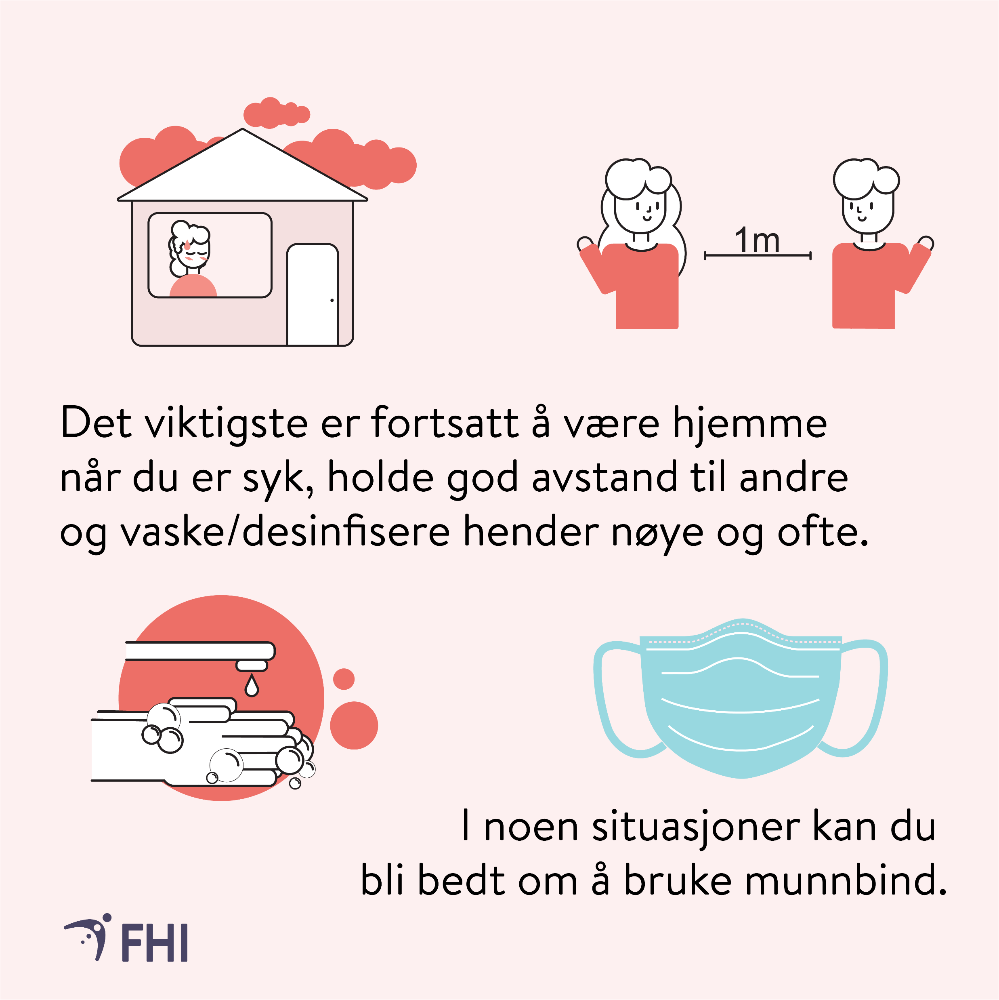 1m
Det viktigste er fortsatt å være hjemme
når du er syk, holde god avstand til andre
og vaske/desinfisere hender nøye og ofte.
I noen situasjoner kan du
bli bedt om å bruke munnbind.
FHI